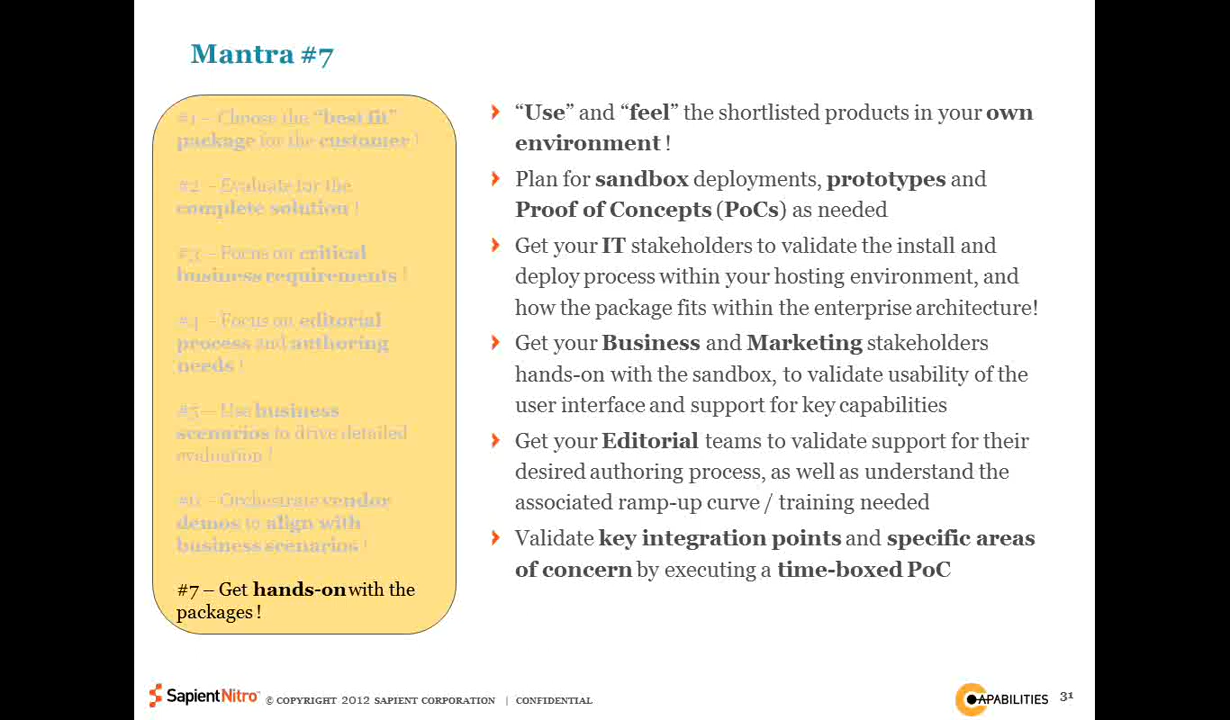 Mantra #7
#1 – Choose the “best fit”
package for the customer !
#2 – Evaluate for the
complete solution !
#3 – Focus on critical
business requirements !
#4 – Focus on editorial
process and authoring
needs !
#5 – Use business
scenarios to drive detailed
evaluation !
#6 – Orchestrate vendor
demos to align with
business scenarios !
#7 – Get hands-on with the
packages !
“Use” and “feel” the shortlisted products in your own
environment !
Plan for sandbox deployments, prototypes and
Proof of Concepts (PoCs) as needed
Get your IT stakeholders to validate the install and
deploy process within your hosting environment, and
how the package fits within the enterprise architecture!
Get your Business and Marketing stakeholders
hands-on with the sandbox, to validate usability of the
user interface and support for key capabilities
Get your Editorial teams to validate support for their
desired authoring process, as well as understand the
associated ramp-up curve / training needed
Validate key integration points and specific areas
of concern by executing a time-boxed PoC
SapientNitro © COPYRIGHT 2012 SAPIENT CORPORATION | CONFIDENTIAL
CAPABILITIES 31